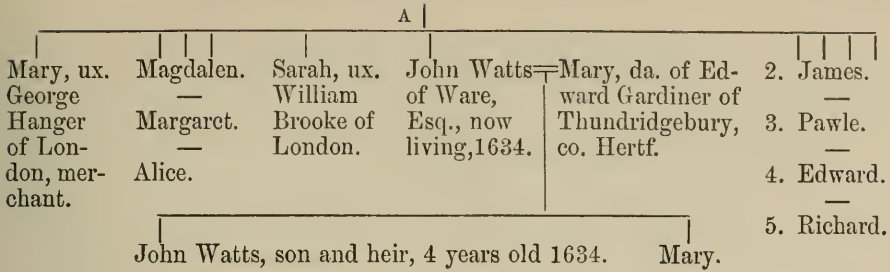 A
Mary, ux.
George
Hanger
of Lon-
don, mer-
chant.
Magdalen.
—
Margaret.
—
Alice.
Sarah, ux.
William
Brooke of
London.
John Watts
of Ware,
Esq., now
living, 1634.
Mary, da. of Ed-
ward Gardiner of
Thundridgebury,
co. Hertf.
2. James.
—
3. Pawle.
—
4. Edward.
—
5. Richard.
John Watts, son and heir, 4 years old 1634.
Mary.